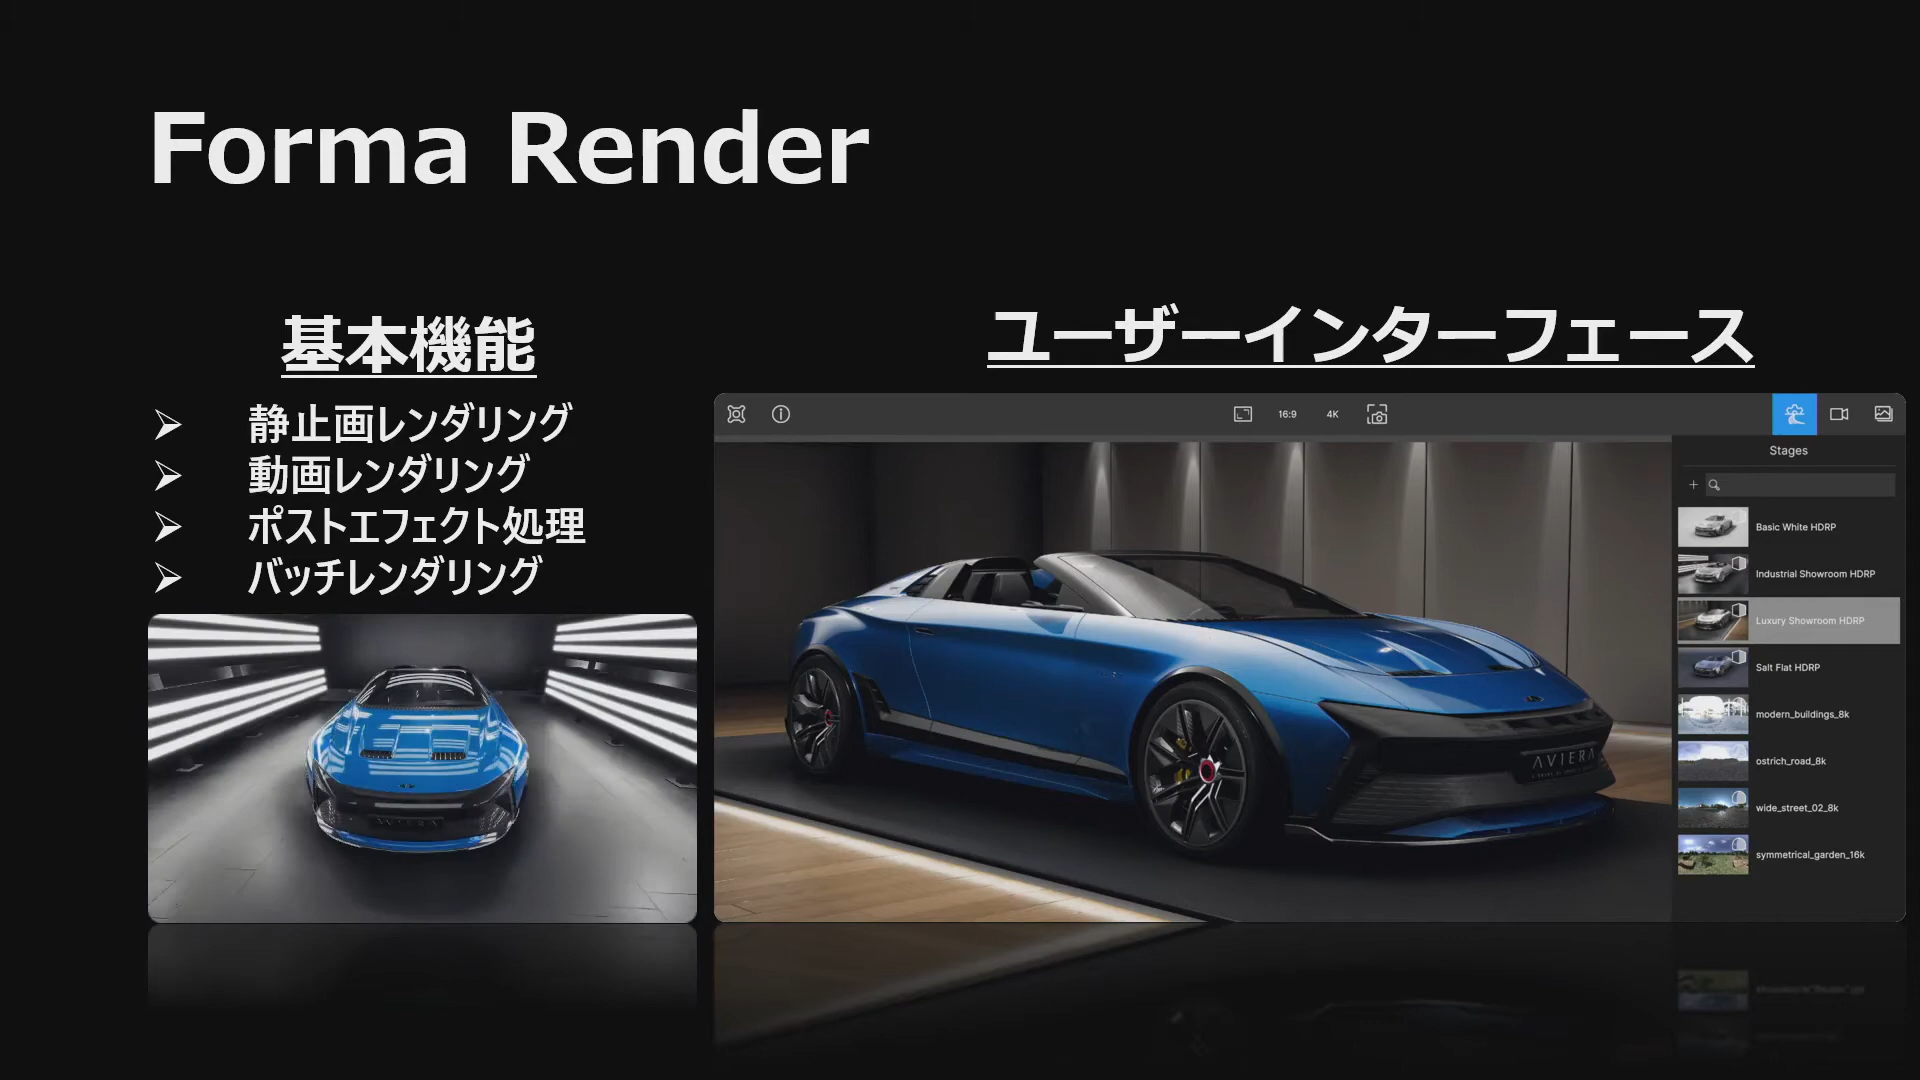 Forma Render
基本機能
➢ 静止画レンダリング
➢ 動画レンダリング
➢ ポストエフェクト処理
➢ バッチレンダリング
ユーザーインターフェース
16:9
4K
Stages
Basic White HDRP
Industrial Showroom HDRP
Luxury Showroom HDRP
Salt Flat HDRP
modern_buildings_8k
ostrich_road_8k
wide_street_02_8k
symmetrical_garden_16k
AVIERA
AVIERA